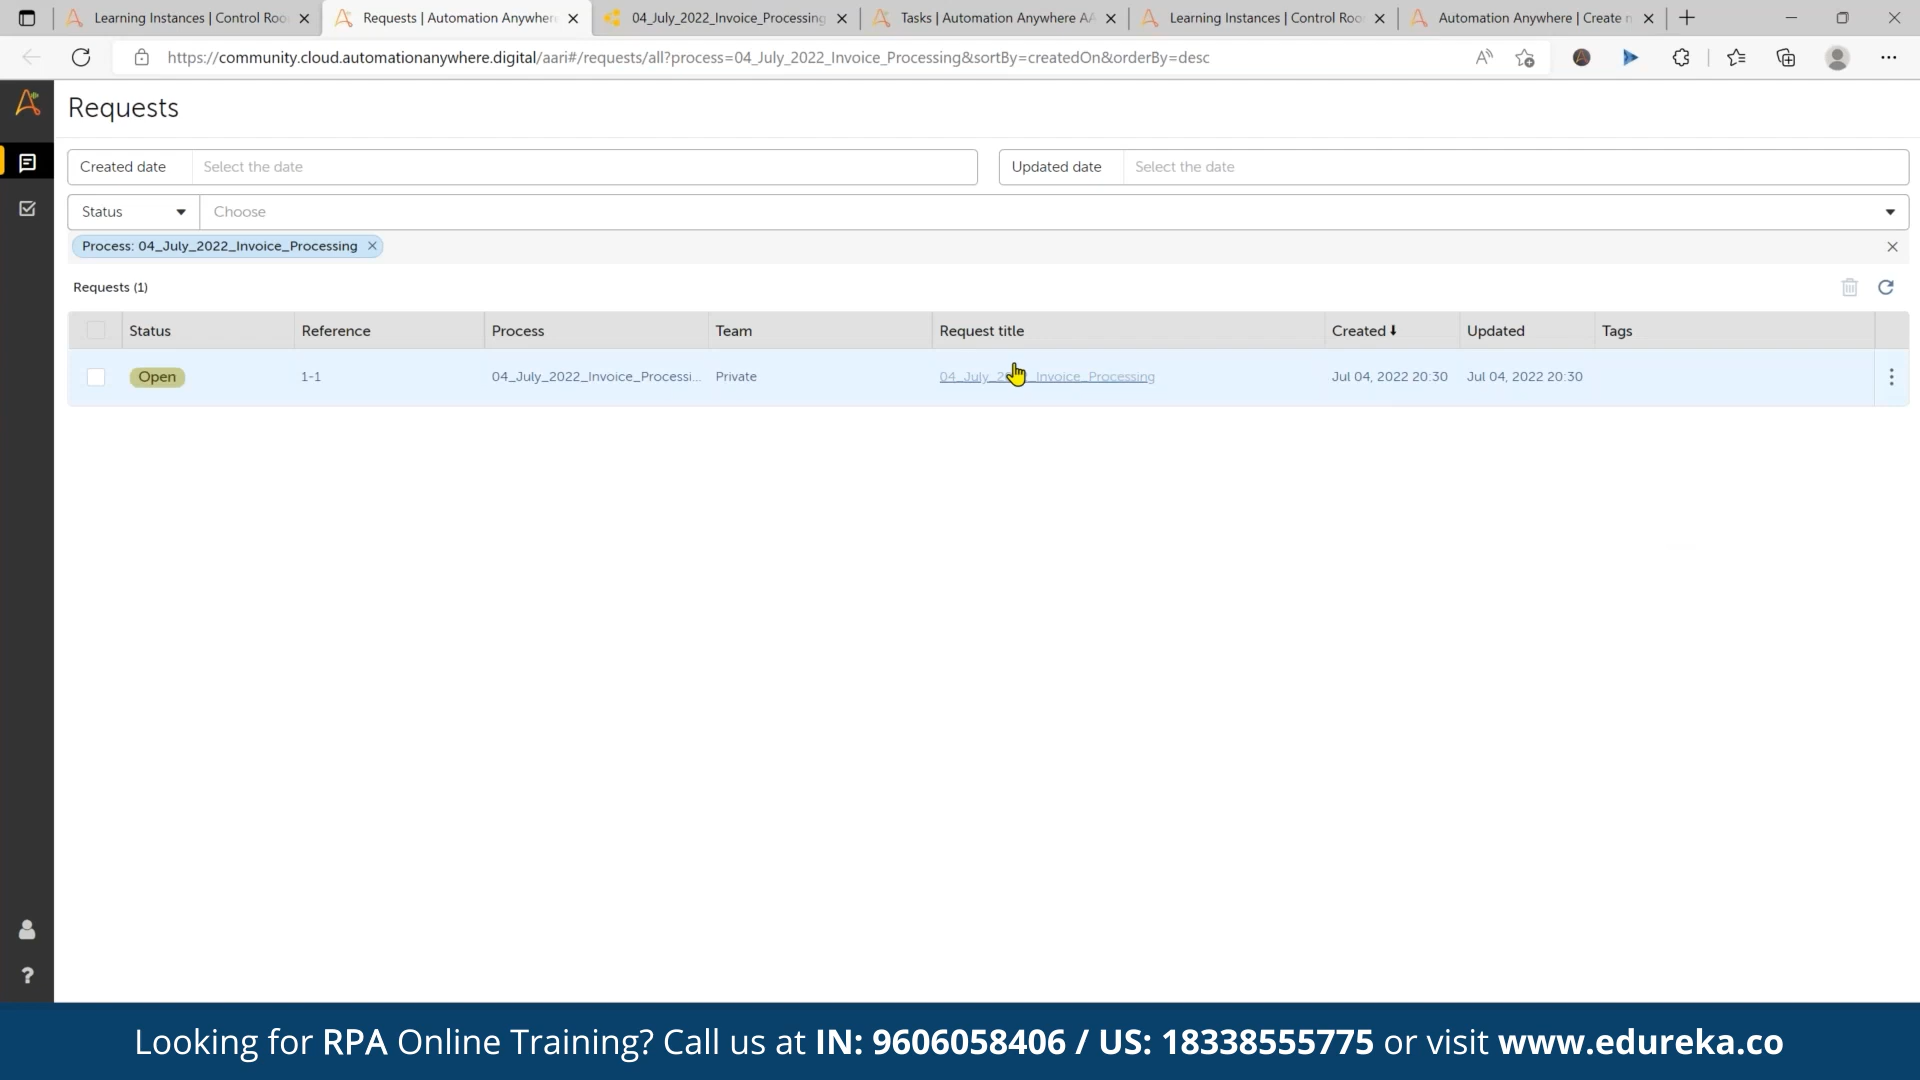 Learning Instances | Control Roo
Requests | Automation Anywher
04_July_2022_Invoice_Processing
Tasks | Automation Anywhere AA
Learning Instances | Control Roo
Automation Anywhere | Create n
https://community.cloud.automationanywhere.digital/aari#/requests/all?process=04_July_2022_Invoice_Processing&sortBy=createdOn&orderBy=desc
Requests
Created date Select the date Updated date Select the date
Status Choose
Process: 04_July_2022_Invoice_Processing
Requests (1)
Status Reference Process Team Request title Created Updated Tags
Open 1-1 04_July_2022_Invoice_Processi... Private 04_July_2 Invoice_Processing Jul 04, 2022 20:30 Jul 04, 2022 20:30
Looking for RPA Online Training? Call us at IN: 9606058406 / US: 18338555775 or visit www.edureka.co